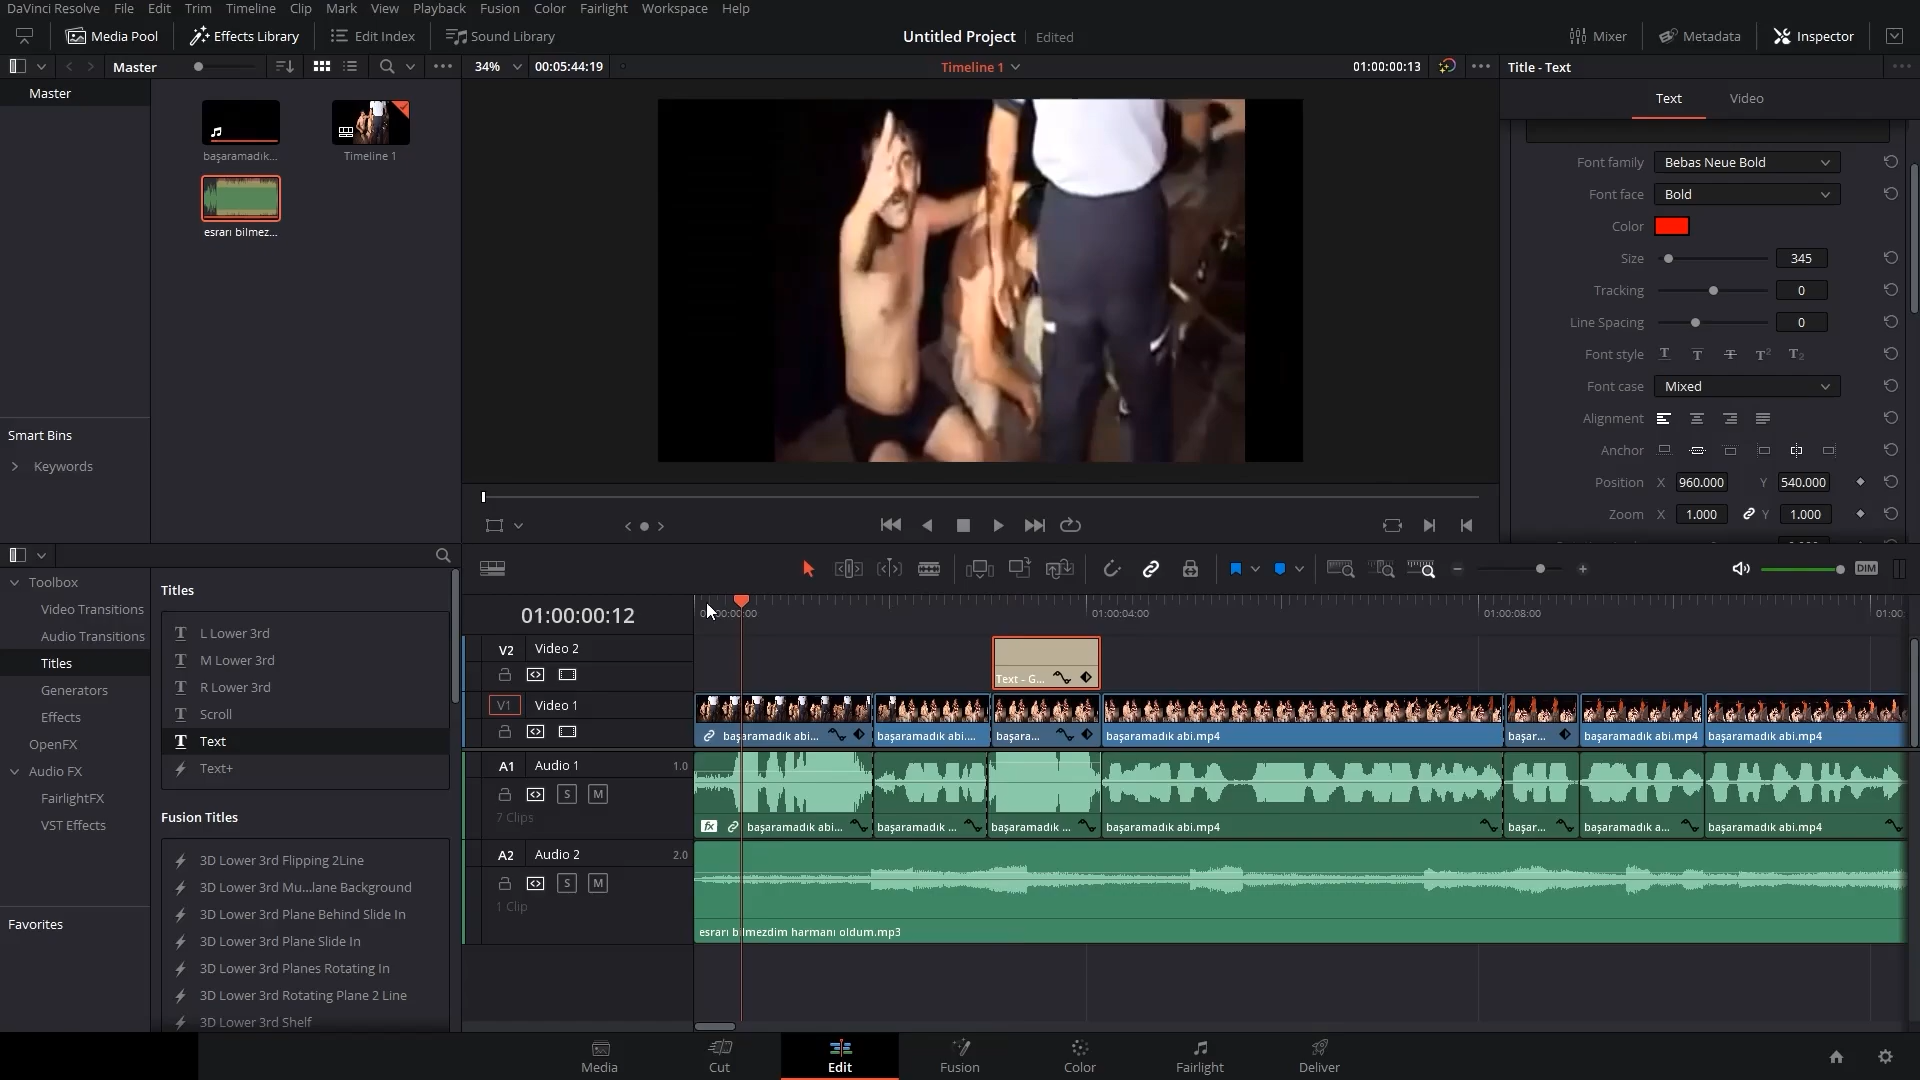 DaVinci Resolve File Edit Trim Timeline Clip Mark View Playback Fusion Color Fairlight Workspace Help
Media Pool Effects Library Edit Index Sound Library Untitled Project Edited Mixer Metadata Inspector
Master 34% 00:05:44:19 Timeline 1 01:00:00:13 Title - Text
Master
Text Video
başaramadık... Timeline 1
esrarı bilmez...
Font family Bebas Neue Bold
Font face Bold
Color
Size 345
Tracking 0
Line Spacing 0
Font style T T T T² T₂
Font case Mixed
Alignment
Anchor
Position X 960.000 Y 540.000
Zoom X 1.000 Y 1.000
Smart Bins
Keywords
Toolbox
Video Transitions
Audio Transitions
Titles
Generators
Effects
OpenFX
Audio FX
FairlightFX
VST Effects
Favorites
Titles
T L Lower 3rd
T M Lower 3rd
T R Lower 3rd
T Scroll
T Text
Text+
Fusion Titles
3D Lower 3rd Flipping 2Line
3D Lower 3rd Mu...lane Background
3D Lower 3rd Plane Behind Slide In
3D Lower 3rd Plane Slide In
3D Lower 3rd Planes Rotating In
3D Lower 3rd Rotating Plane 2 Line
3D Lower 3rd Shelf
DIM
01:00:00:12 01:00:04:00 01:00:08:00 01:00
V2 Video 2
Text - G...
V1 Video 1
başaramadık abi... başaramadık abi.... başara... başaramadık abi.mp4 başar... başaramadık abi.mp4 başaramadık abi.mp4
A1 Audio 1 1.0
S M
7 Clips
fx başaramadık abi... başaramadık ... başaramadık ... başaramadık abi.mp4 başar... başaramadık a... başaramadık abi.mp4
A2 Audio 2 2.0
S M
1 Clip
esrarı bilmezdim harmanı oldum.mp3
Media Cut Edit Fusion Color Fairlight Deliver